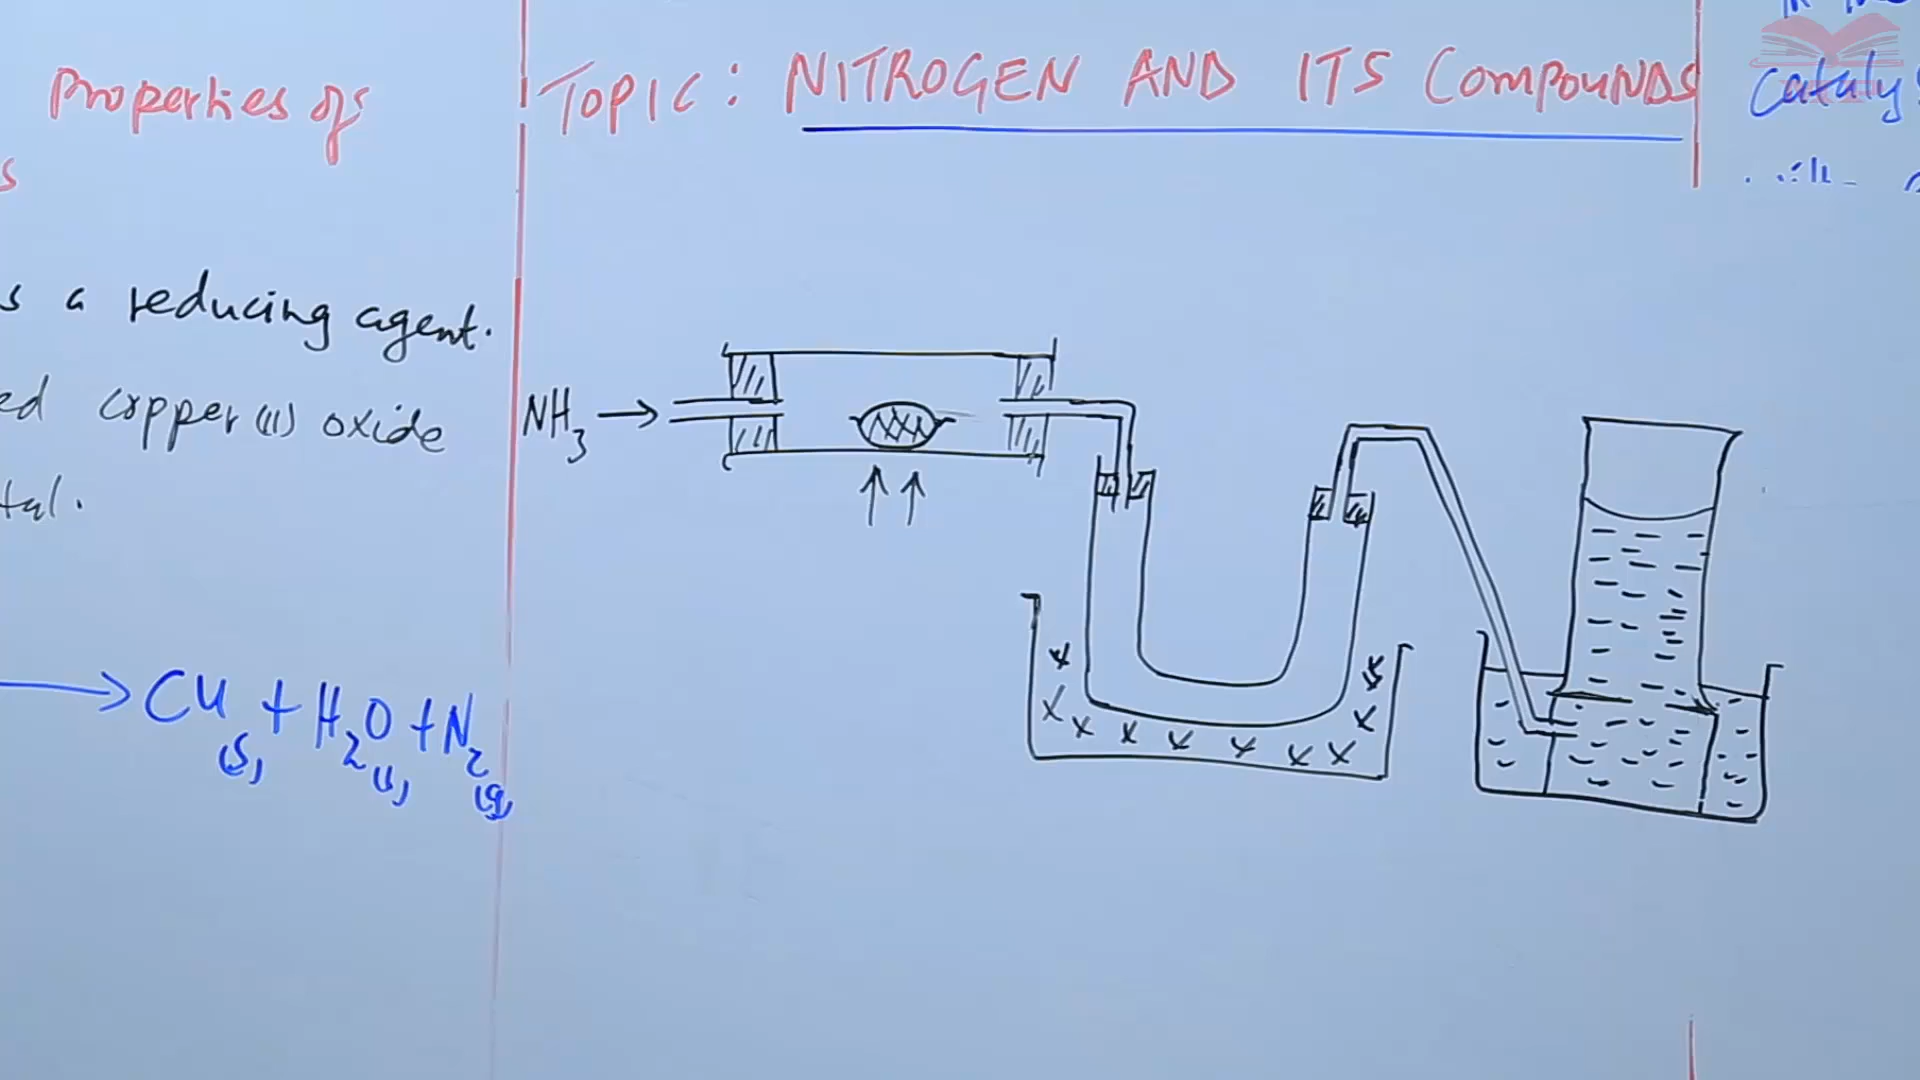 Properties of
s
s a reducing agent.
ed copper (II) oxide
tal.
→ Cu(s) + H2O(l) + N2(g)
TOPIC: NITROGEN AND ITS COMPOUNDS
NH3 →
Cataly